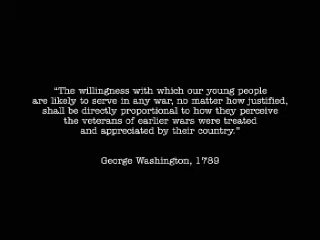 “The willingness with which our young people
are likely to serve in any war, no matter how justified,
shall be directly proportional to how they perceive
the veterans of earlier wars were treated
and appreciated by their country.”
George Washington, 1789